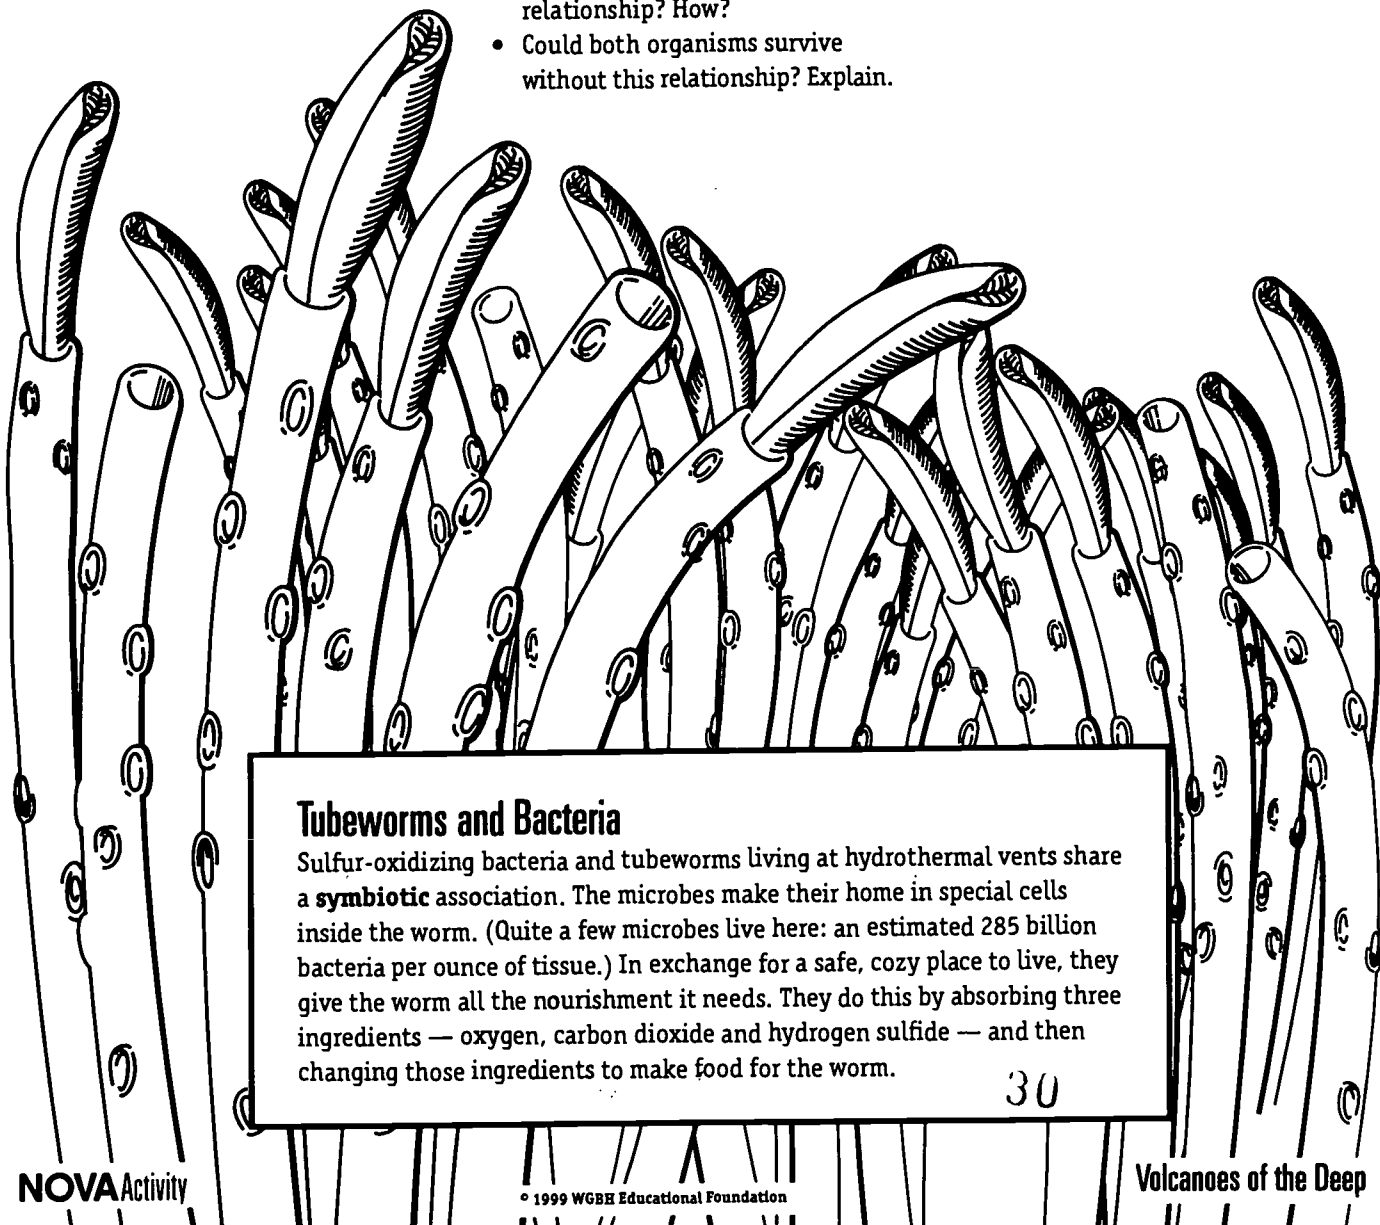 relationship? How?
• Could both organisms survive
without this relationship? Explain.
Tubeworms and Bacteria
Sulfur-oxidizing bacteria and tubeworms living at hydrothermal vents share
a symbiotic association. The microbes make their home in special cells
inside the worm. (Quite a few microbes live here: an estimated 285 billion
bacteria per ounce of tissue.) In exchange for a safe, cozy place to live, they
give the worm all the nourishment it needs. They do this by absorbing three
ingredients — oxygen, carbon dioxide and hydrogen sulfide — and then
changing those ingredients to make food for the worm.
30
NOVA Activity
© 1999 WGBH Educational Foundation
Volcanoes of the Deep